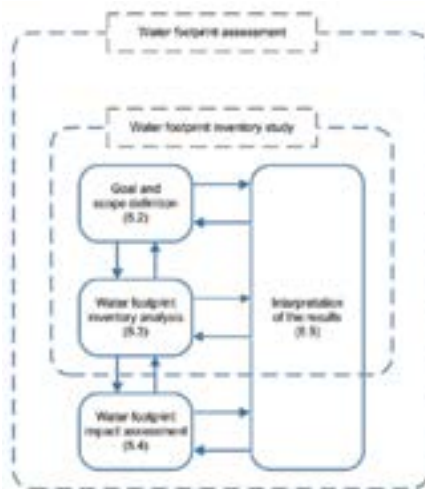 Water footprint assessment
Water footprint inventory study
Goal and
scope definition
(5.2)
Water footprint
inventory analysis
(5.3)
Interpretation
of the results
(5.5)
Water footprint
impact assessment
(5.4)